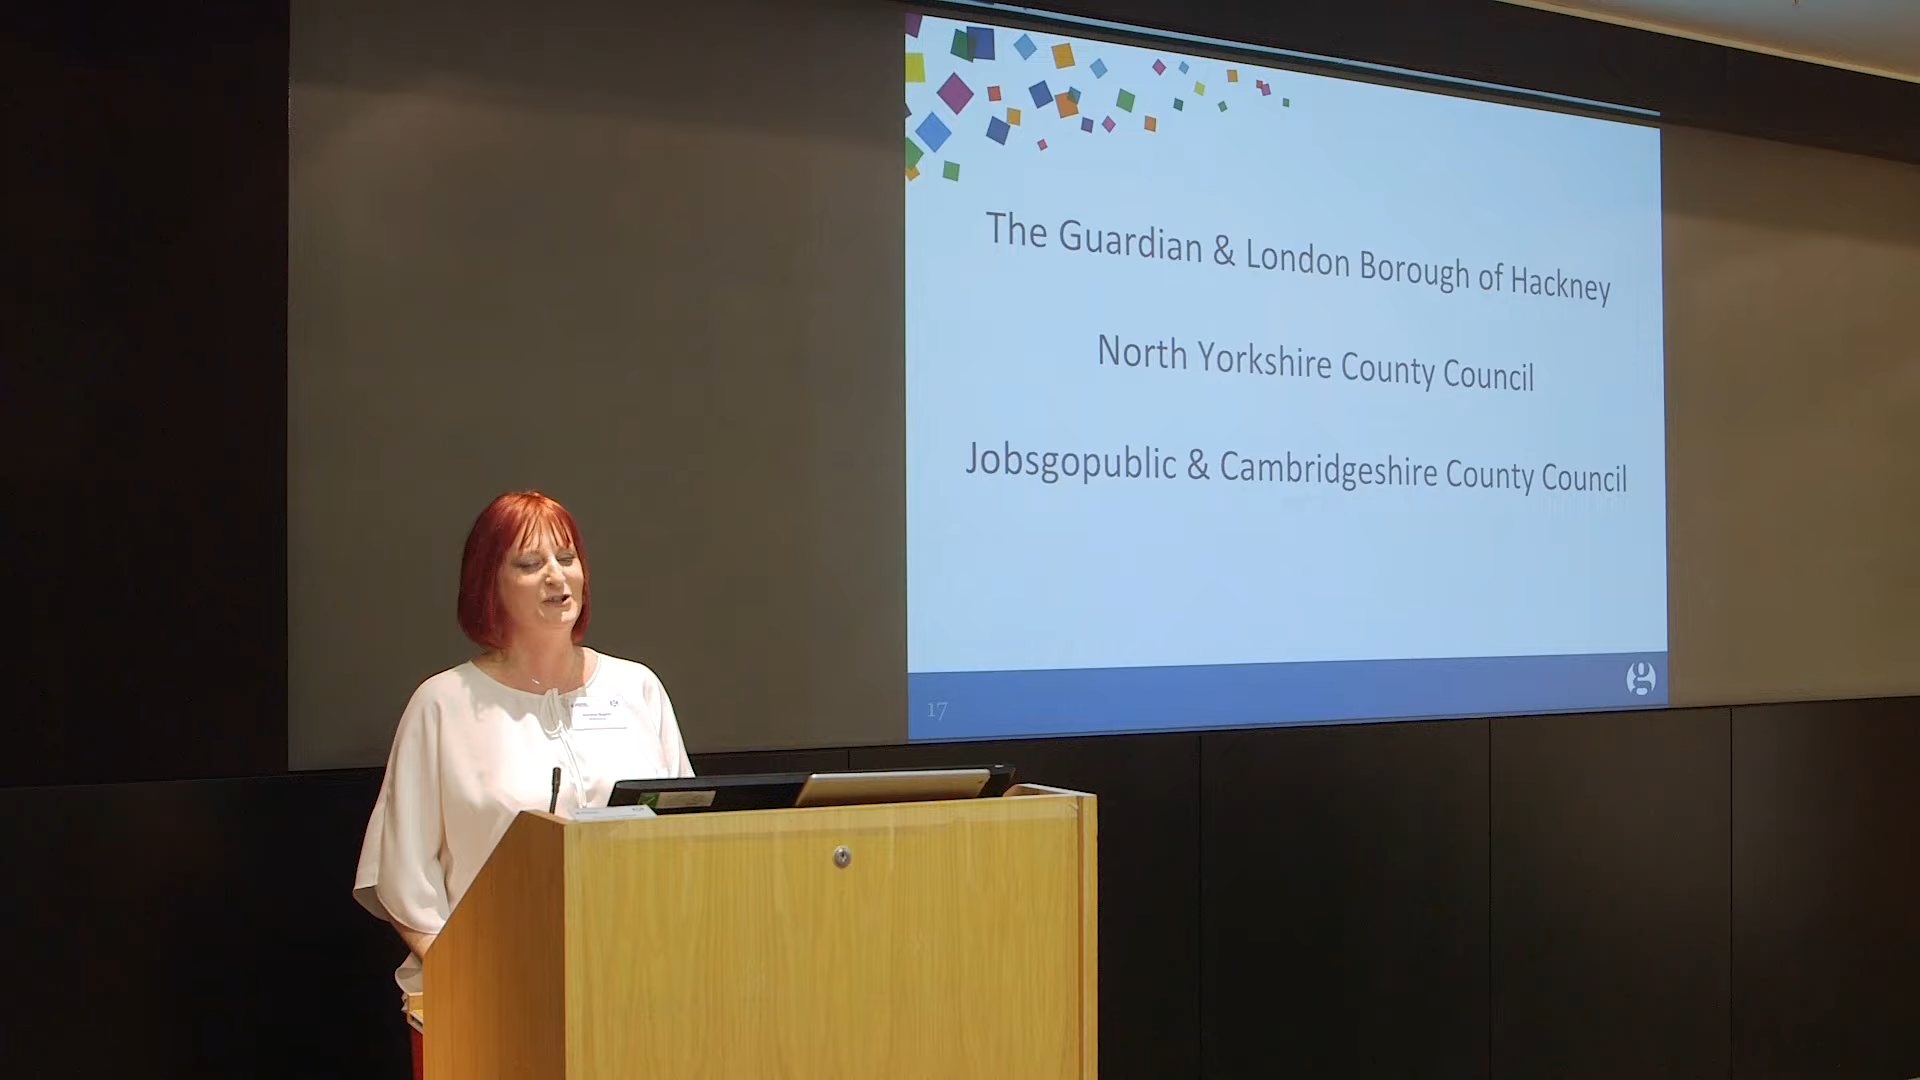 The Guardian & London Borough of Hackney
North Yorkshire County Council
Jobsgopublic & Cambridgeshire County Council
17
g